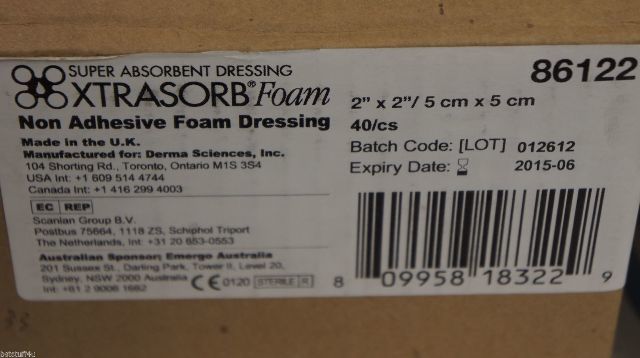 SUPER ABSORBENT DRESSING
XTRASORB® Foam
Non Adhesive Foam Dressing
Made in the U.K.
Manufactured for: Derma Sciences, Inc.
104 Shorting Rd., Toronto, Ontario M1S 3S4
USA Int: +1 609 514 4744
Canada Int: +1 416 299 4003
EC REP
Scanlan Group B.V.
Postbus 75664, 1118 ZS, Schiphol Triport
The Netherlands, Int: +31 20 653-0553
Australian Sponsor: Emergo Australia
201 Sussex St., Darling Park, Tower II, Level 20,
Sydney, NSW 2000 Australia
Int: +61 2 9006 1662
CE 0120 STERILE R
86122
2" x 2"/ 5 cm x 5 cm
40/cs
Batch Code: [LOT] 012612
Expiry Date: 2015-06
8 09958 18322 9
batstuff4u